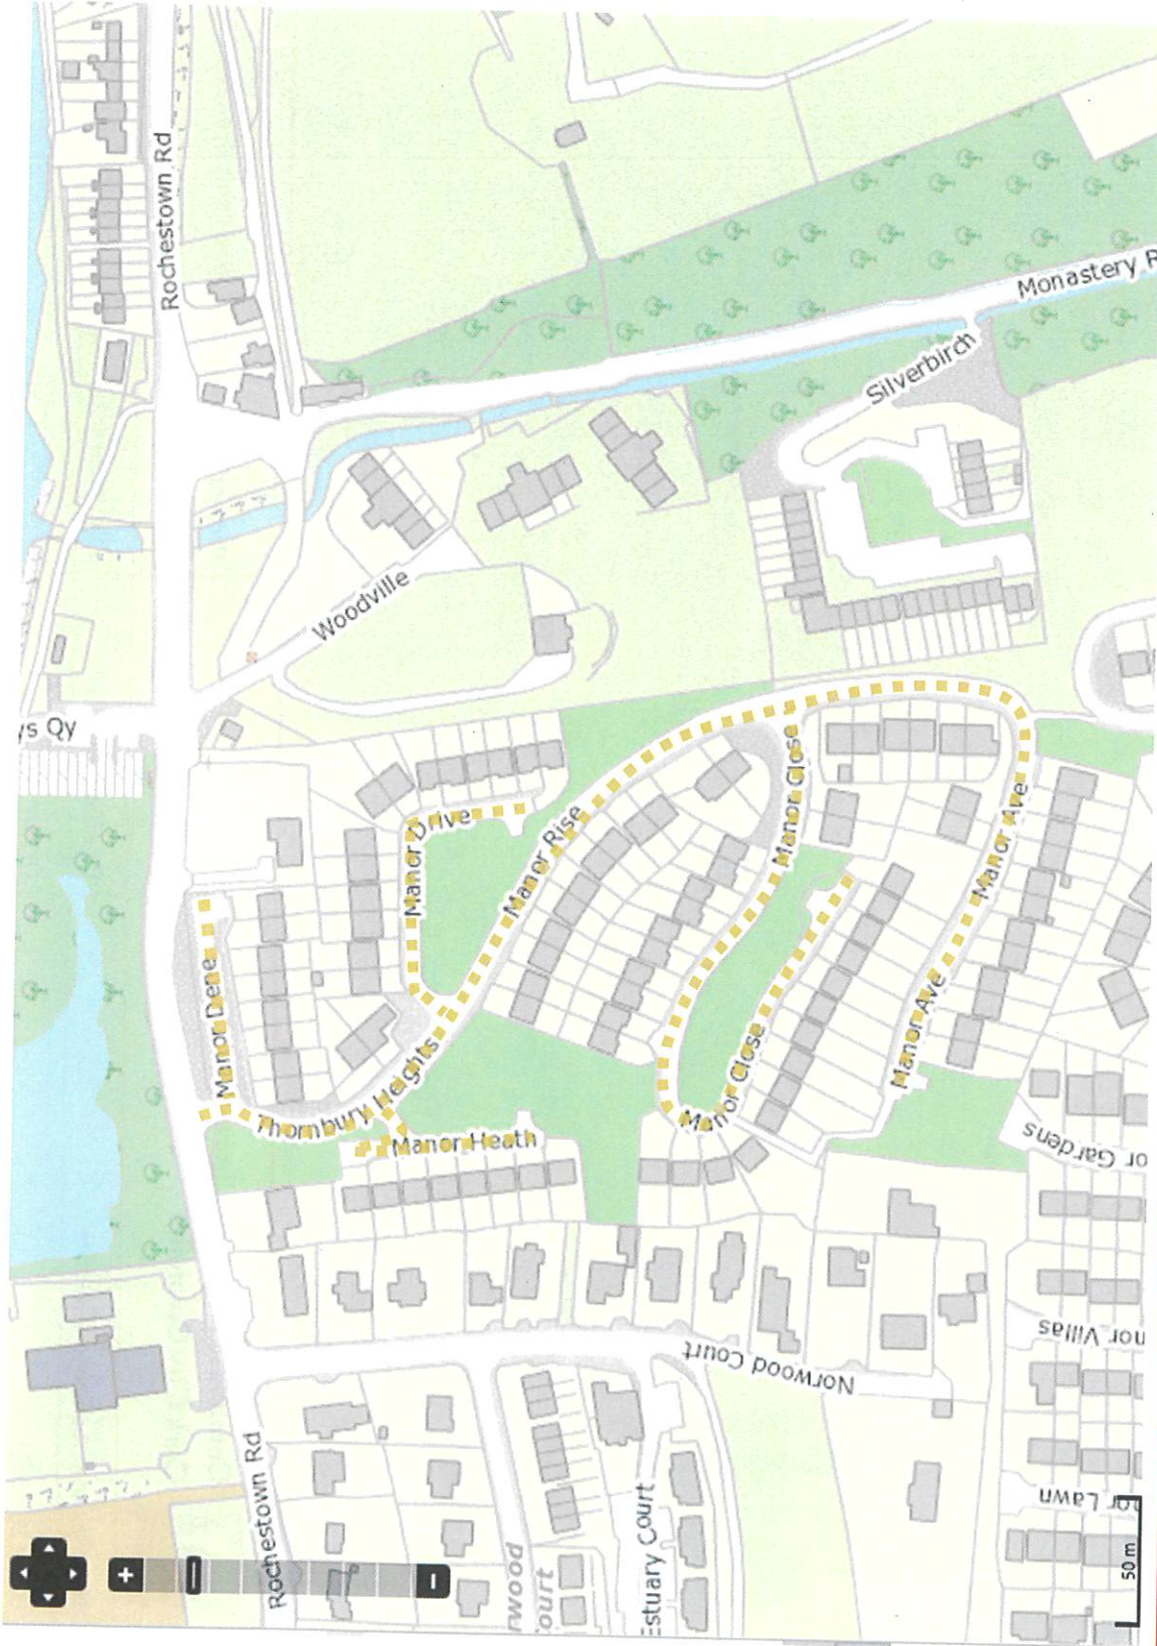 Rochestown Rd
Monastery R
Silverbirch
Woodville
ys Qy
Manor Drive
Manor Rise
Manor Close
Manor Ave
Manor Dene
Manor Ave
Manor Close
Thornbury Heights
Manor Heath
or Gardens
nor Villas
Norwood Court
or Lawn
Rochestown Rd
Estuary Court
rwood
ourt
50 m